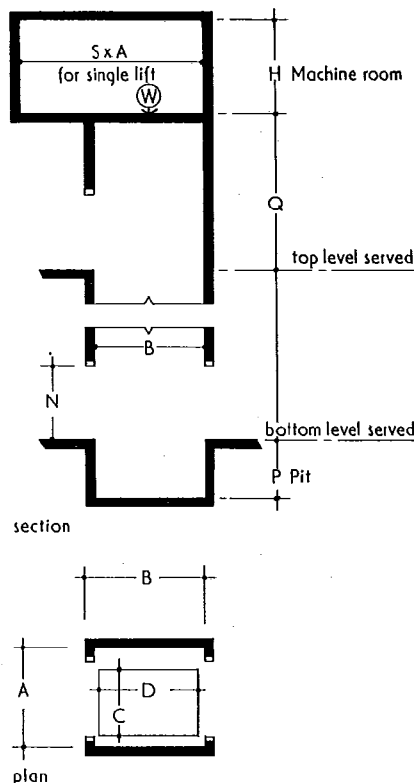 S x A
for single lift
W
H Machine room
Q
top level served
B
N
bottom level served
P Pit
section
B
A
D
C
plan